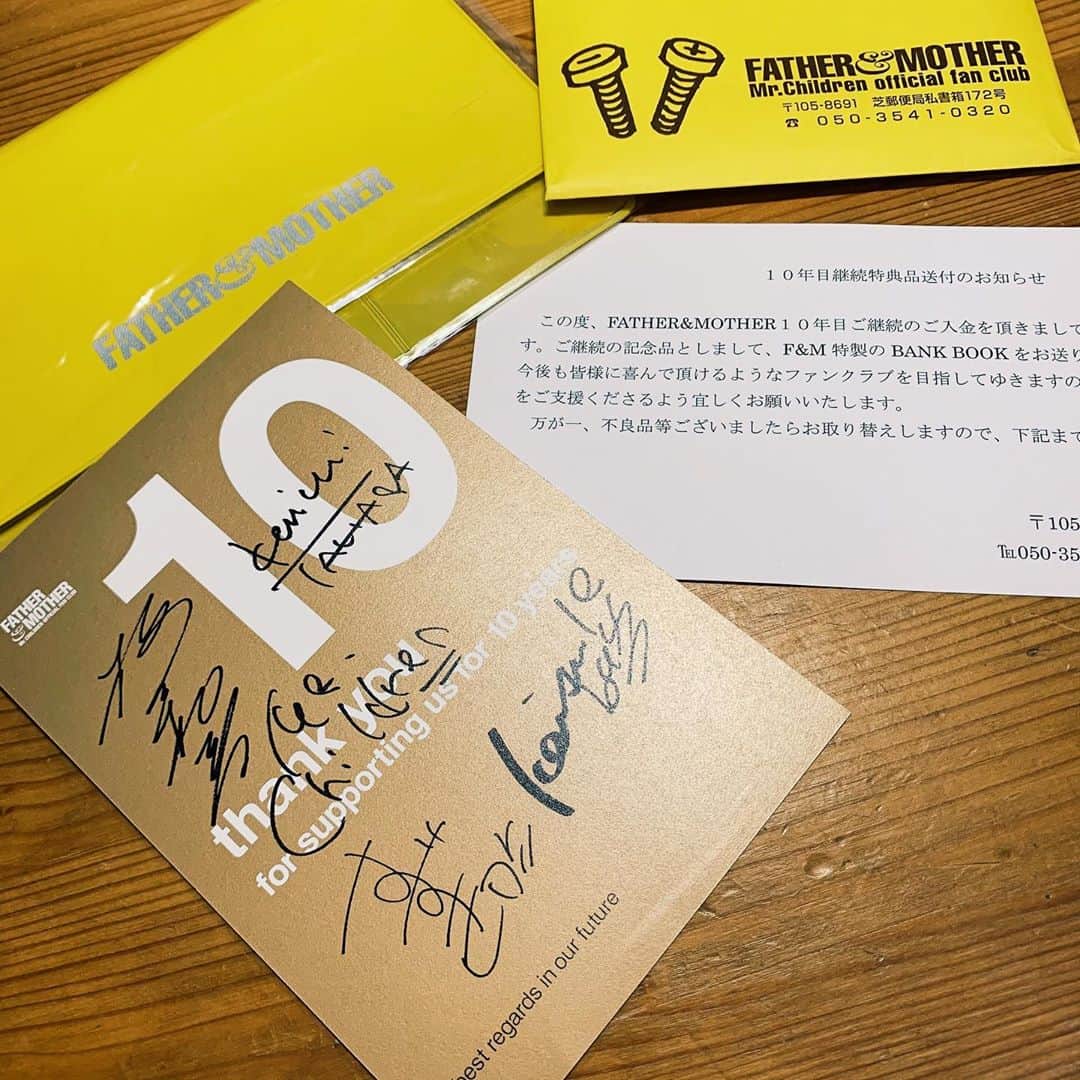 FATHER&MOTHER
Mr.Children official fan club
〒105-8691 芝郵便局私書箱172号
☎ 050-3541-0320
FATHER&MOTHER
10年目継続特典品送付のお知らせ
この度、FATHER&MOTHER10年目ご継続のご入金を頂きまして
す。ご継続の記念品としまして、F&M 特製の BANK BOOK をお送り
今後も皆様に喜んで頂けるようなファンクラブを目指してゆきますの
をご支援くださるよう宜しくお願いいたします。
万が一、不良品等ございましたらお取り替えしますので、下記まで
〒105
℡050-35
FATHER
& MOTHER
10
Kenichi
TAHARA
thank you
for supporting us for 10 years
best regards in our future